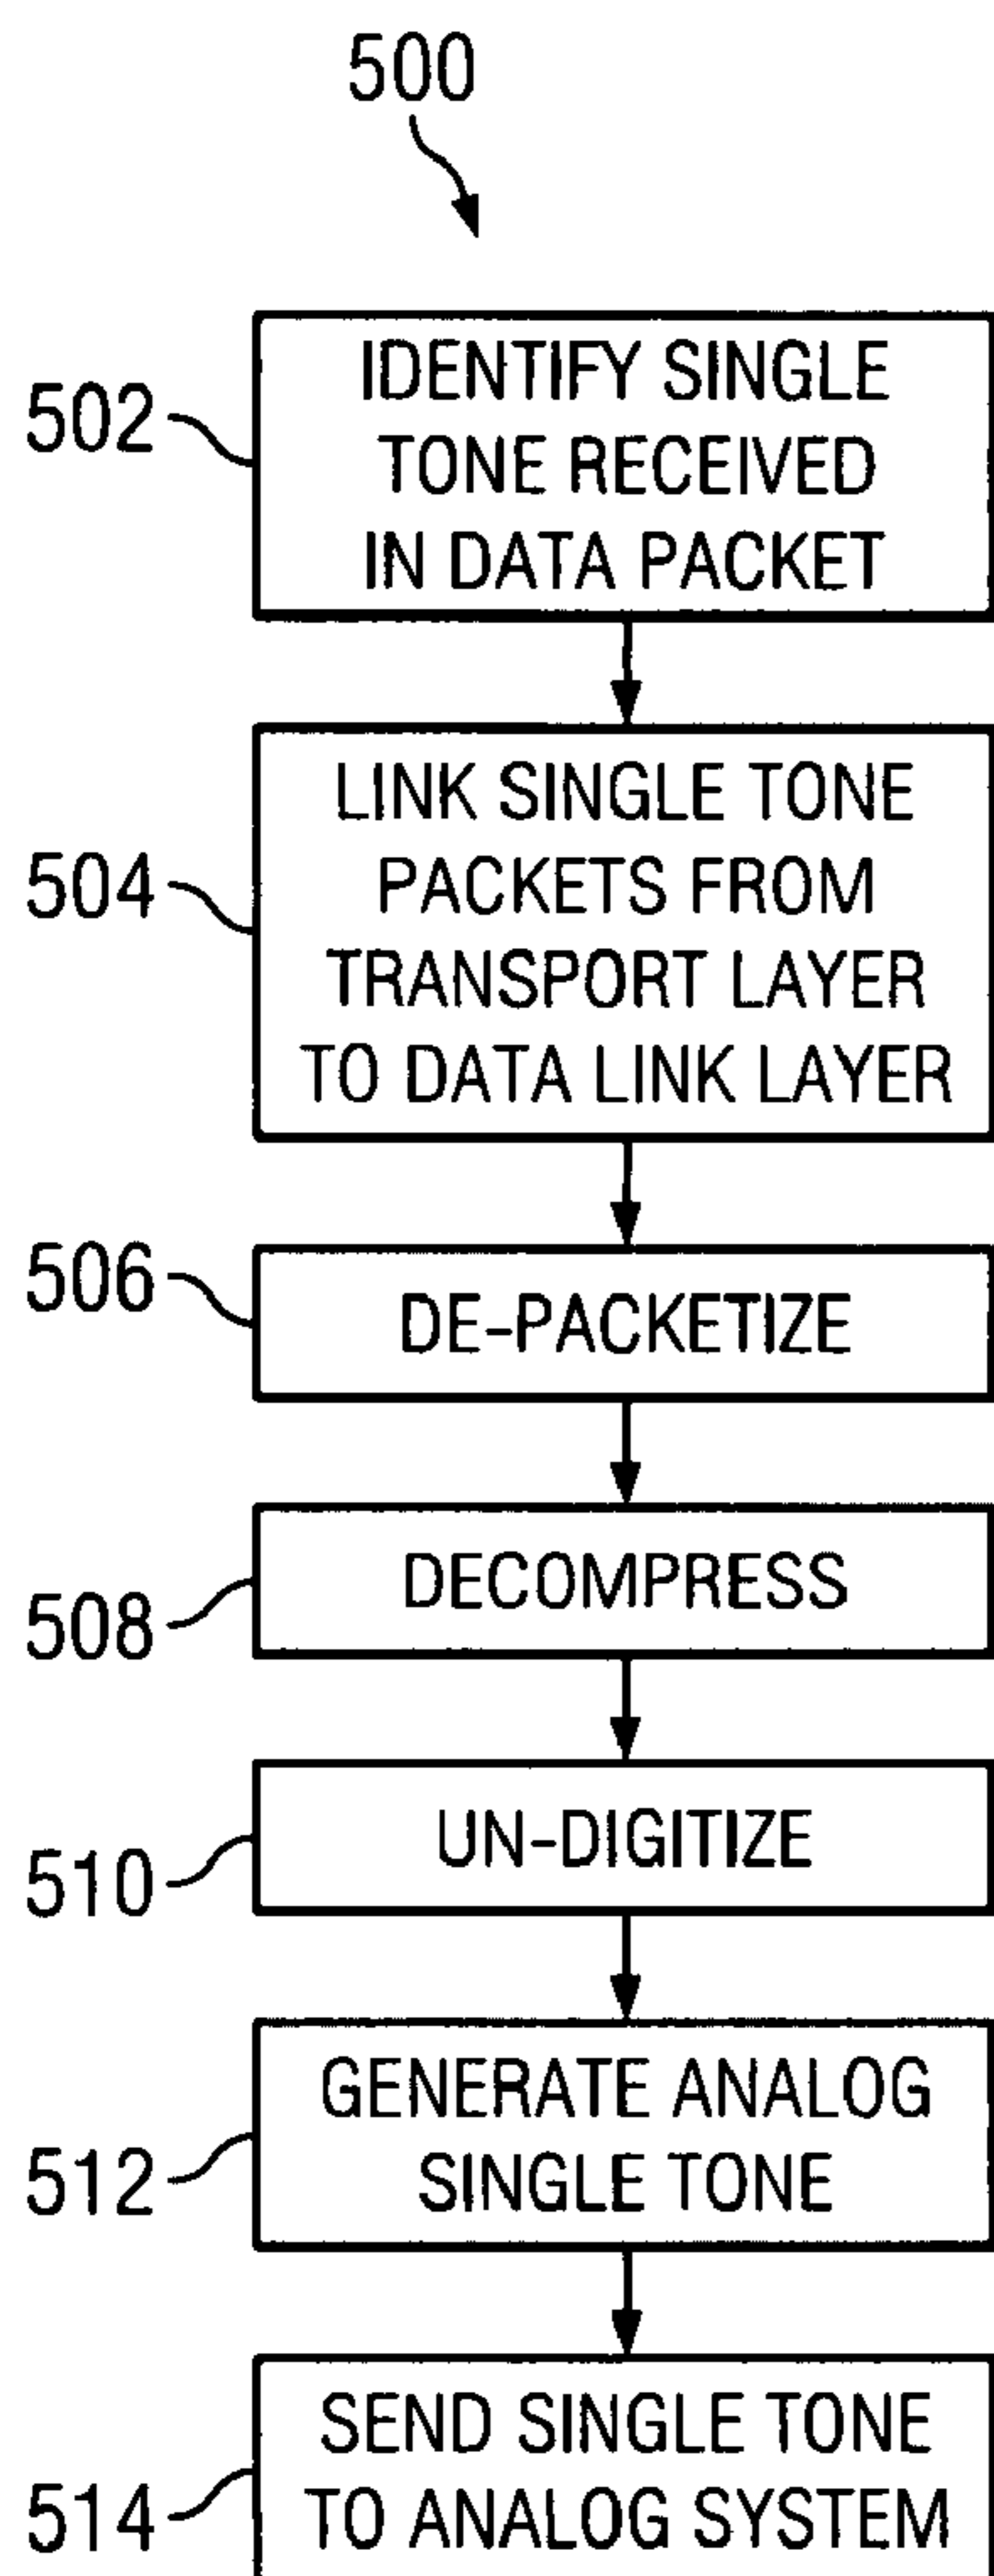 500
502
IDENTIFY SINGLE
TONE RECEIVED
IN DATA PACKET
504
LINK SINGLE TONE
PACKETS FROM
TRANSPORT LAYER
TO DATA LINK LAYER
506
DE-PACKETIZE
508
DECOMPRESS
510
UN-DIGITIZE
512
GENERATE ANALOG
SINGLE TONE
514
SEND SINGLE TONE
TO ANALOG SYSTEM